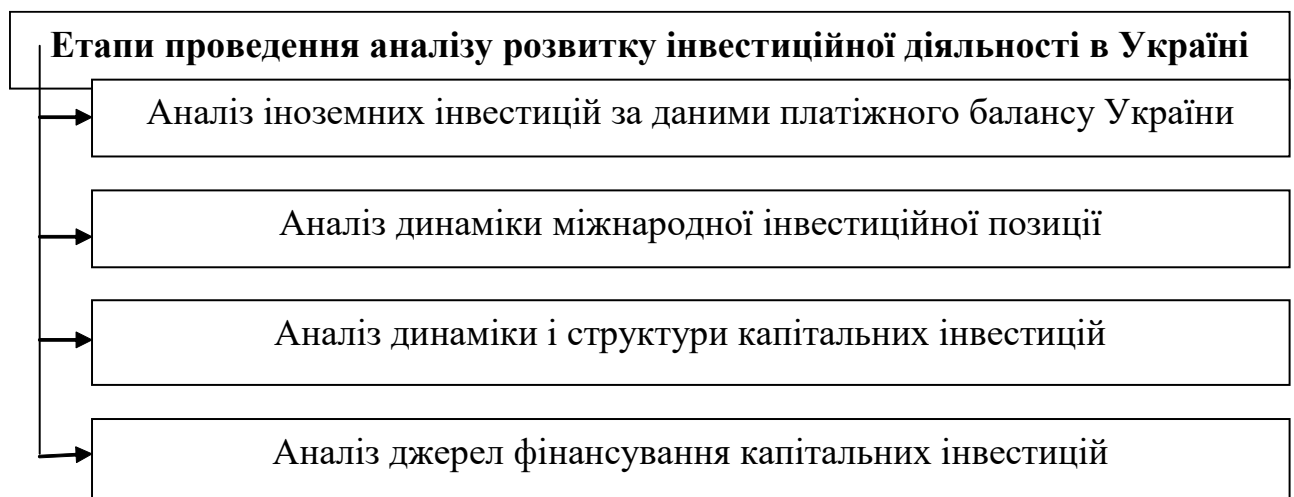 Етапи проведення аналізу розвитку інвестиційної діяльності в Україні
Аналіз іноземних інвестицій за даними платіжного балансу України
Аналіз динаміки міжнародної інвестиційної позиції
Аналіз динаміки і структури капітальних інвестицій
Аналіз джерел фінансування капітальних інвестицій